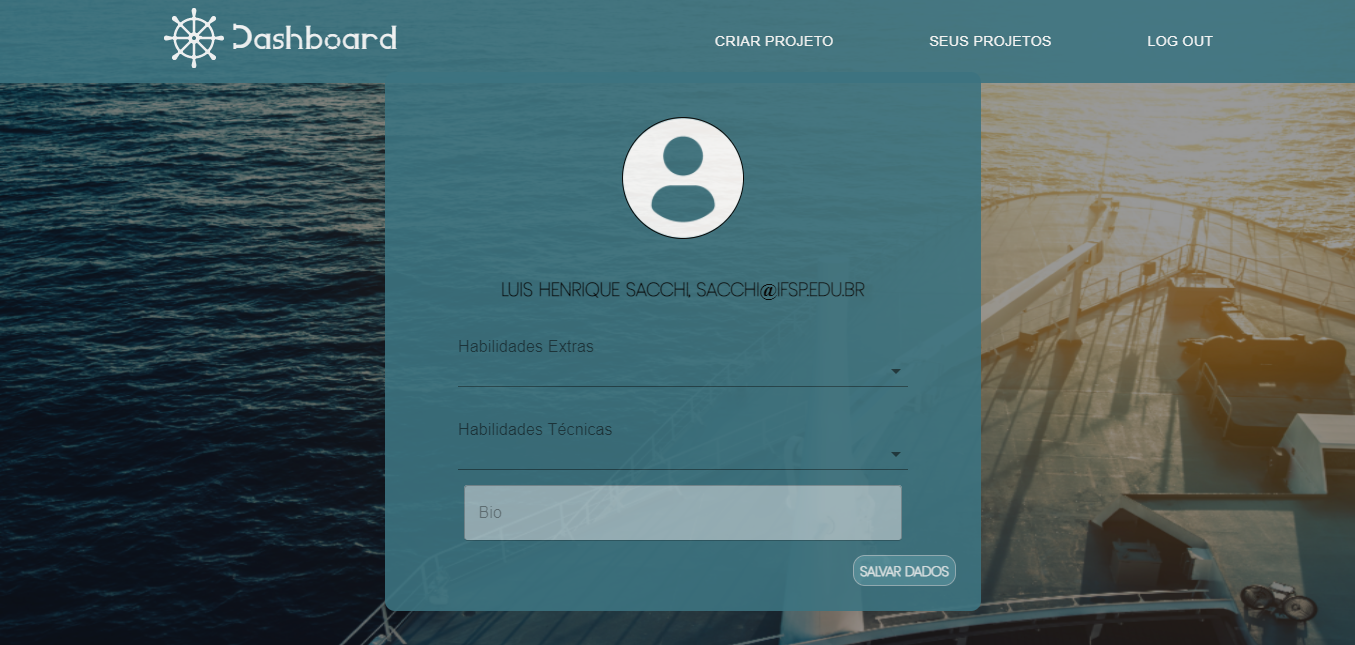 Dashboard
CRIAR PROJETO SEUS PROJETOS LOG OUT
LUIS HENRIQUE SACCHI, SACCHI@IFSP.EDU.BR
Habilidades Extras
Habilidades Técnicas
Bio
SALVAR DADOS